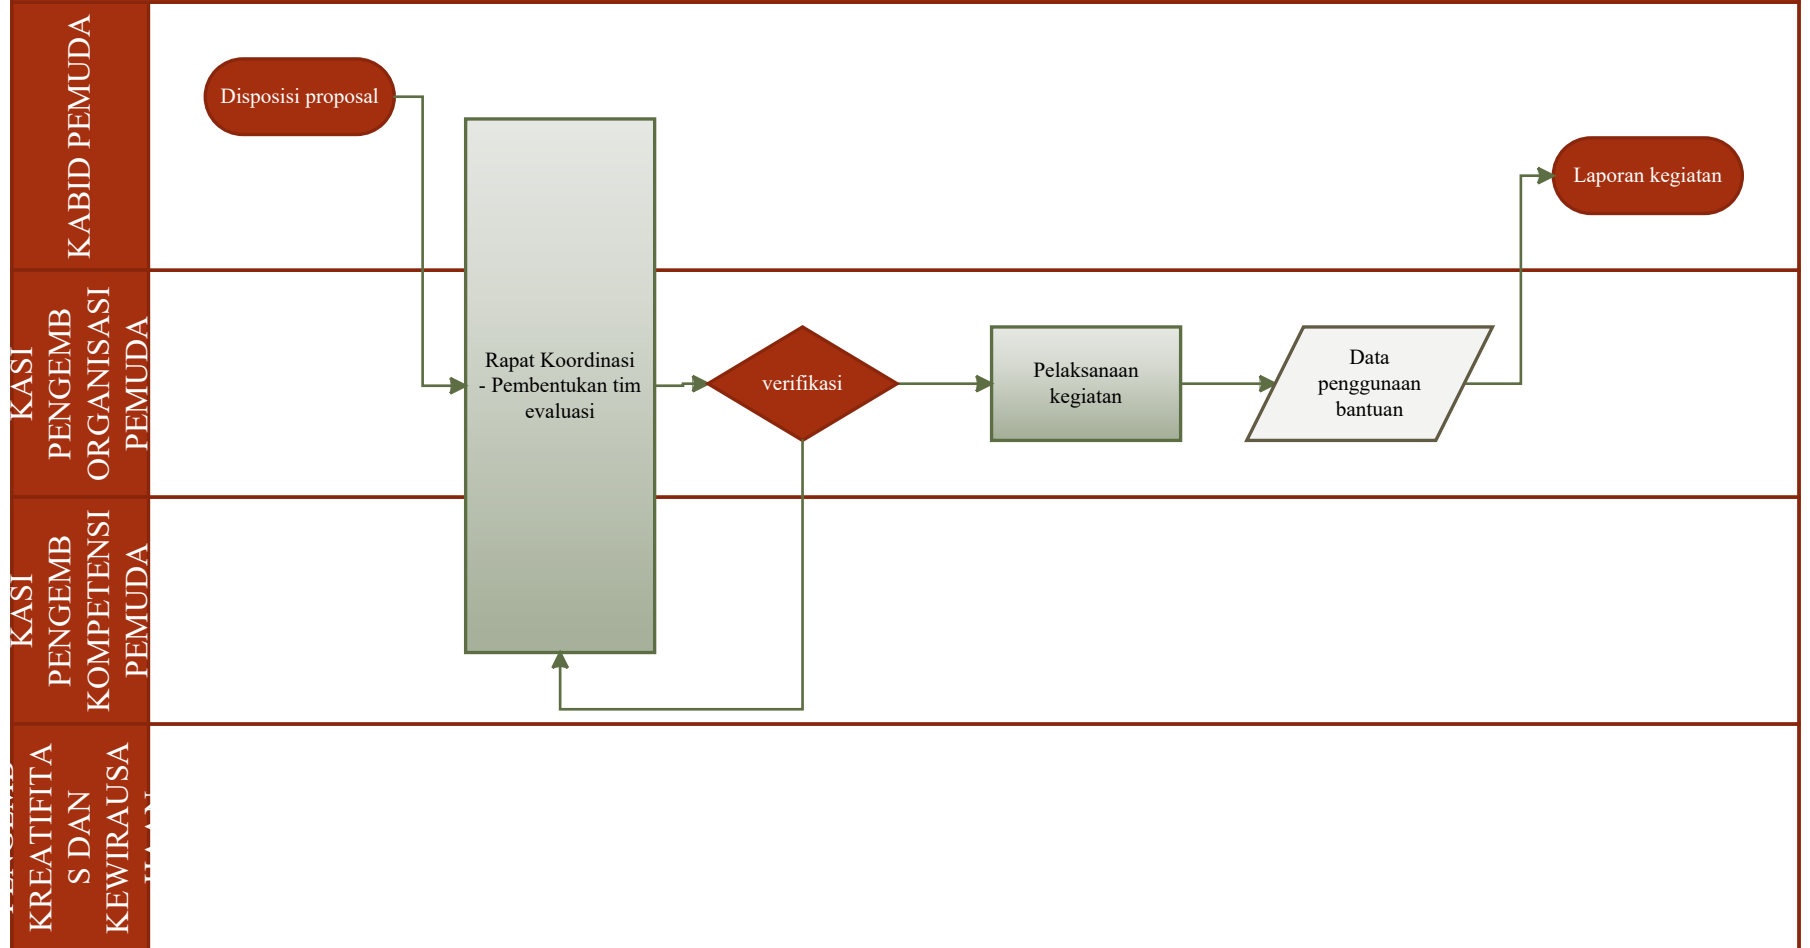 KABID PEMUDA
Disposisi proposal
Laporan kegiatan
KASI
PENGEMB
ORGANISASI
PEMUDA
Rapat Koordinasi
- Pembentukan tim
evaluasi
verifikasi
Pelaksanaan
kegiatan
Data
penggunaan
bantuan
KASI
PENGEMB
KOMPETENSI
PEMUDA
KREATIFITA
S DAN
KEWIRAUSA